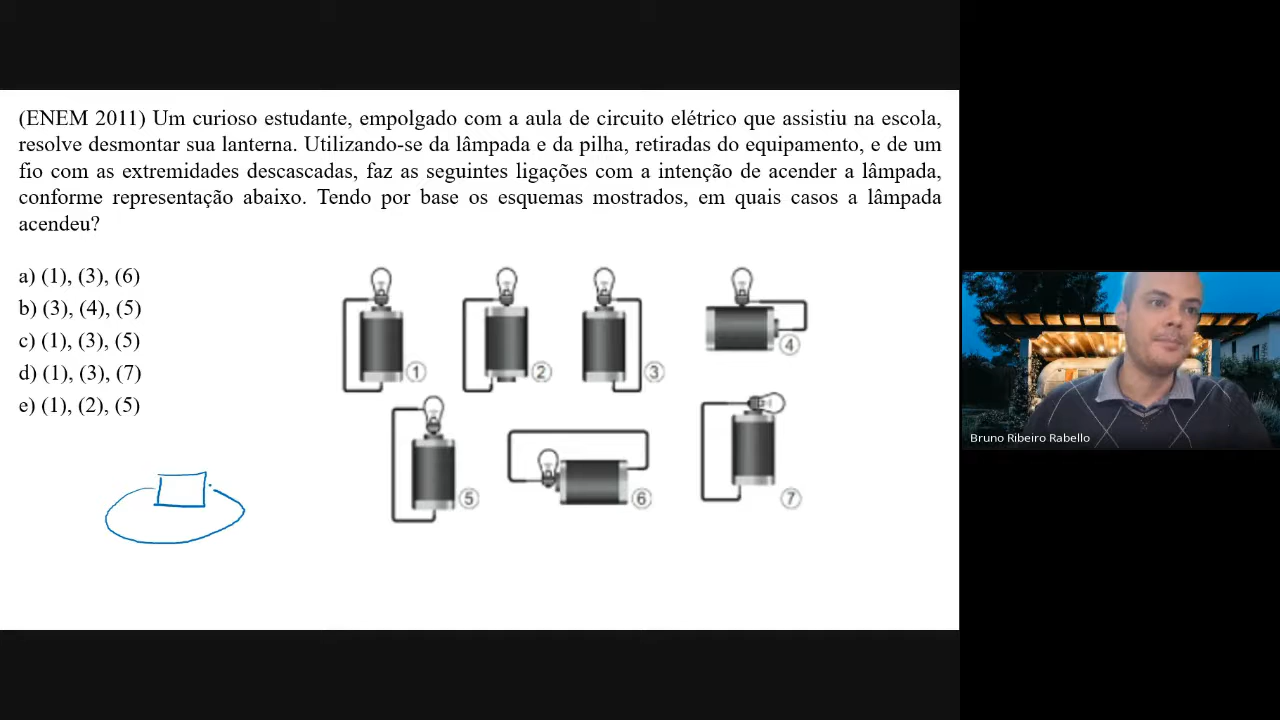 (ENEM 2011) Um curioso estudante, empolgado com a aula de circuito elétrico que assistiu na escola,
resolve desmontar sua lanterna. Utilizando-se da lâmpada e da pilha, retiradas do equipamento, e de um
fio com as extremidades descascadas, faz as seguintes ligações com a intenção de acender a lâmpada,
conforme representação abaixo. Tendo por base os esquemas mostrados, em quais casos a lâmpada
acendeu?
a) (1), (3), (6)
b) (3), (4), (5)
c) (1), (3), (5)
d) (1), (3), (7)
e) (1), (2), (5)
1
2
3
4
5
6
7
Bruno Ribeiro Rabello